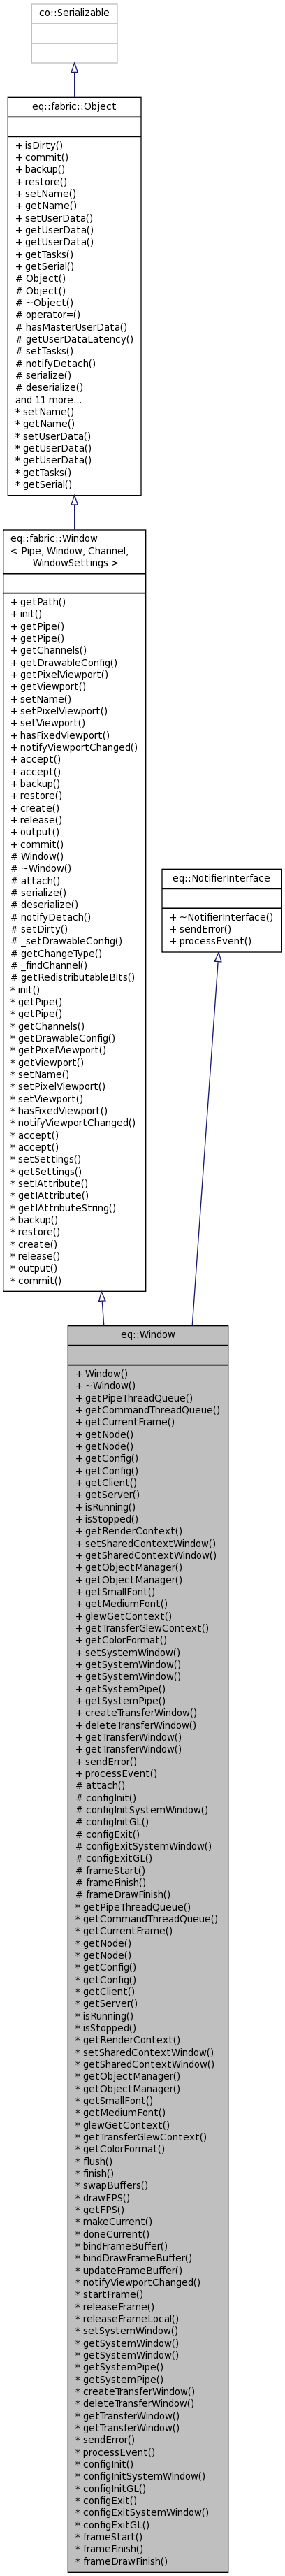 co::Serializable
eq::fabric::Object
+ isDirty()
+ commit()
+ backup()
+ restore()
+ setName()
+ getName()
+ setUserData()
+ getUserData()
+ getUserData()
+ getTasks()
+ getSerial()
# Object()
# Object()
# ~Object()
# operator=()
# hasMasterUserData()
# getUserDataLatency()
# setTasks()
# notifyDetach()
# serialize()
# deserialize()
and 11 more...
* setName()
* getName()
* setUserData()
* getUserData()
* getUserData()
* getTasks()
* getSerial()
eq::fabric::Window
< Pipe, Window, Channel,
WindowSettings >
+ getPath()
+ init()
+ getPipe()
+ getPipe()
+ getChannels()
+ getDrawableConfig()
+ getPixelViewport()
+ getViewport()
+ setName()
+ setPixelViewport()
+ setViewport()
+ hasFixedViewport()
+ notifyViewportChanged()
+ accept()
+ accept()
+ backup()
+ restore()
+ create()
+ release()
+ output()
+ commit()
# Window()
# ~Window()
# attach()
# serialize()
# deserialize()
# notifyDetach()
# setDirty()
# _setDrawableConfig()
# getChangeType()
# _findChannel()
# getRedistributableBits()
* init()
* getPipe()
* getPipe()
* getChannels()
* getDrawableConfig()
* getPixelViewport()
* getViewport()
* setName()
* setPixelViewport()
* setViewport()
* hasFixedViewport()
* notifyViewportChanged()
* accept()
* accept()
* setSettings()
* getSettings()
* setIAttribute()
* getIAttribute()
* getIAttributeString()
* backup()
* restore()
* create()
* release()
* output()
* commit()
eq::NotifierInterface
+ ~NotifierInterface()
+ sendError()
+ processEvent()
eq::Window
+ Window()
+ ~Window()
+ getPipeThreadQueue()
+ getCommandThreadQueue()
+ getCurrentFrame()
+ getNode()
+ getNode()
+ getConfig()
+ getConfig()
+ getClient()
+ getServer()
+ isRunning()
+ isStopped()
+ getRenderContext()
+ setSharedContextWindow()
+ getSharedContextWindow()
+ getObjectManager()
+ getObjectManager()
+ getSmallFont()
+ getMediumFont()
+ glewGetContext()
+ getTransferGlewContext()
+ getColorFormat()
+ setSystemWindow()
+ getSystemWindow()
+ getSystemWindow()
+ getSystemPipe()
+ getSystemPipe()
+ createTransferWindow()
+ deleteTransferWindow()
+ getTransferWindow()
+ getTransferWindow()
+ sendError()
+ processEvent()
# attach()
# configInit()
# configInitSystemWindow()
# configInitGL()
# configExit()
# configExitSystemWindow()
# configExitGL()
# frameStart()
# frameFinish()
# frameDrawFinish()
* getPipeThreadQueue()
* getCommandThreadQueue()
* getCurrentFrame()
* getNode()
* getNode()
* getConfig()
* getConfig()
* getClient()
* getServer()
* isRunning()
* isStopped()
* getRenderContext()
* setSharedContextWindow()
* getSharedContextWindow()
* getObjectManager()
* getObjectManager()
* getSmallFont()
* getMediumFont()
* glewGetContext()
* getTransferGlewContext()
* getColorFormat()
* flush()
* finish()
* swapBuffers()
* drawFPS()
* getFPS()
* makeCurrent()
* doneCurrent()
* bindFrameBuffer()
* bindDrawFrameBuffer()
* updateFrameBuffer()
* notifyViewportChanged()
* startFrame()
* releaseFrame()
* releaseFrameLocal()
* setSystemWindow()
* getSystemWindow()
* getSystemWindow()
* getSystemPipe()
* getSystemPipe()
* createTransferWindow()
* deleteTransferWindow()
* getTransferWindow()
* getTransferWindow()
* sendError()
* processEvent()
* configInit()
* configInitSystemWindow()
* configInitGL()
* configExit()
* configExitSystemWindow()
* configExitGL()
* frameStart()
* frameFinish()
* frameDrawFinish()